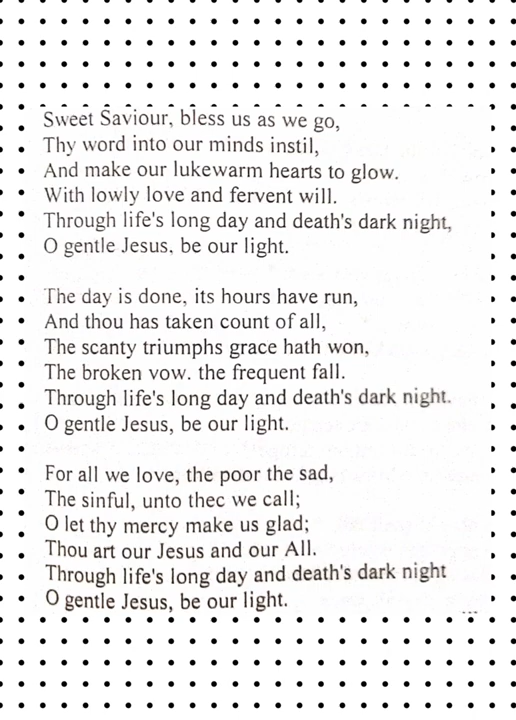 Sweet Saviour, bless us as we go,
Thy word into our minds instil,
And make our lukewarm hearts to glow.
With lowly love and fervent will.
Through life's long day and death's dark night,
O gentle Jesus, be our light.

The day is done, its hours have run,
And thou has taken count of all,
The scanty triumphs grace hath won,
The broken vow. the frequent fall.
Through life's long day and death's dark night.
O gentle Jesus, be our light.

For all we love, the poor the sad,
The sinful, unto thec we call;
O let thy mercy make us glad;
Thou art our Jesus and our All.
Through life's long day and death's dark night
O gentle Jesus, be our light.